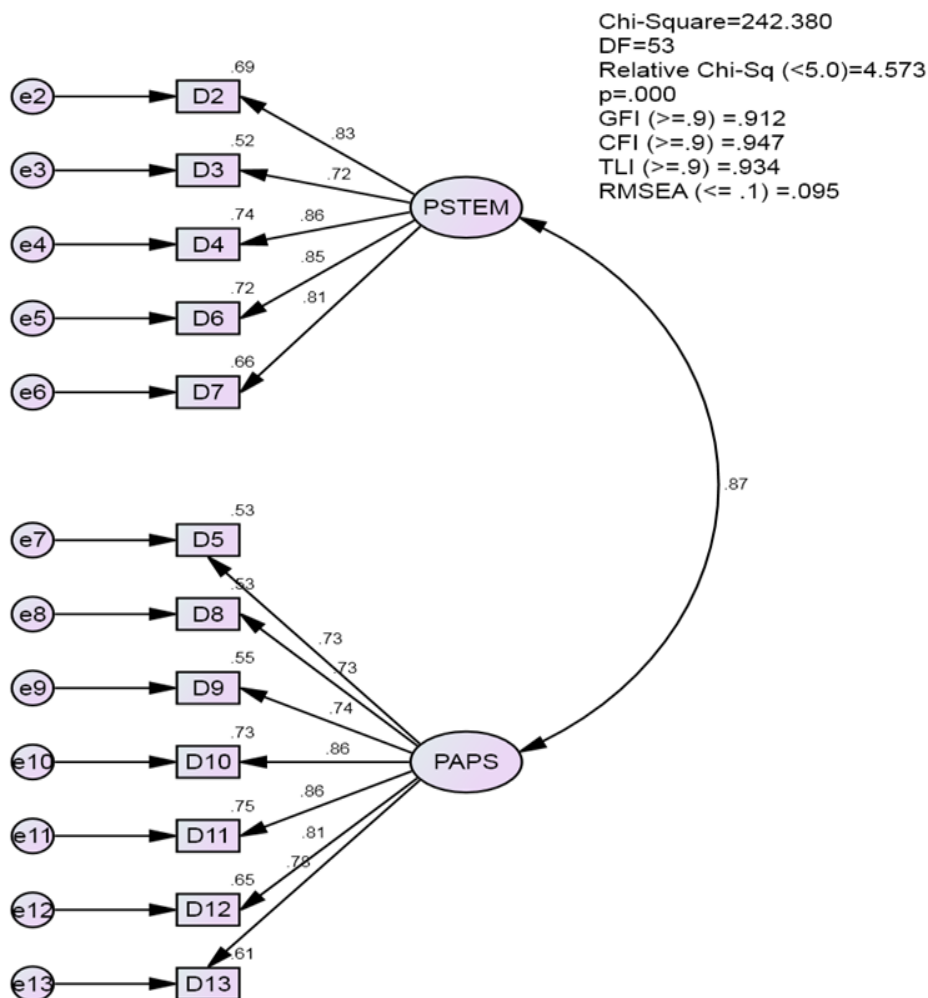 Chi-Square=242.380
DF=53
Relative Chi-Sq (<5.0)=4.573
p=.000
GFI (>=.9) =.912
CFI (>=.9) =.947
TLI (>=.9) =.934
RMSEA (<= .1) =.095
.69
e2 D2
.83
.52
e3 D3
.72
PSTEM
.74
.86
e4 D4
.85
.72
.81
e5 D6
.66
e6 D7
.87
.53
e7 D5
.53
e8 D8
.73
.73
.55
e9 D9
.74
.73
.86
e10 D10
PAPS
.86
.75
e11 D11
.81
.78
.65
e12 D12
.61
e13 D13